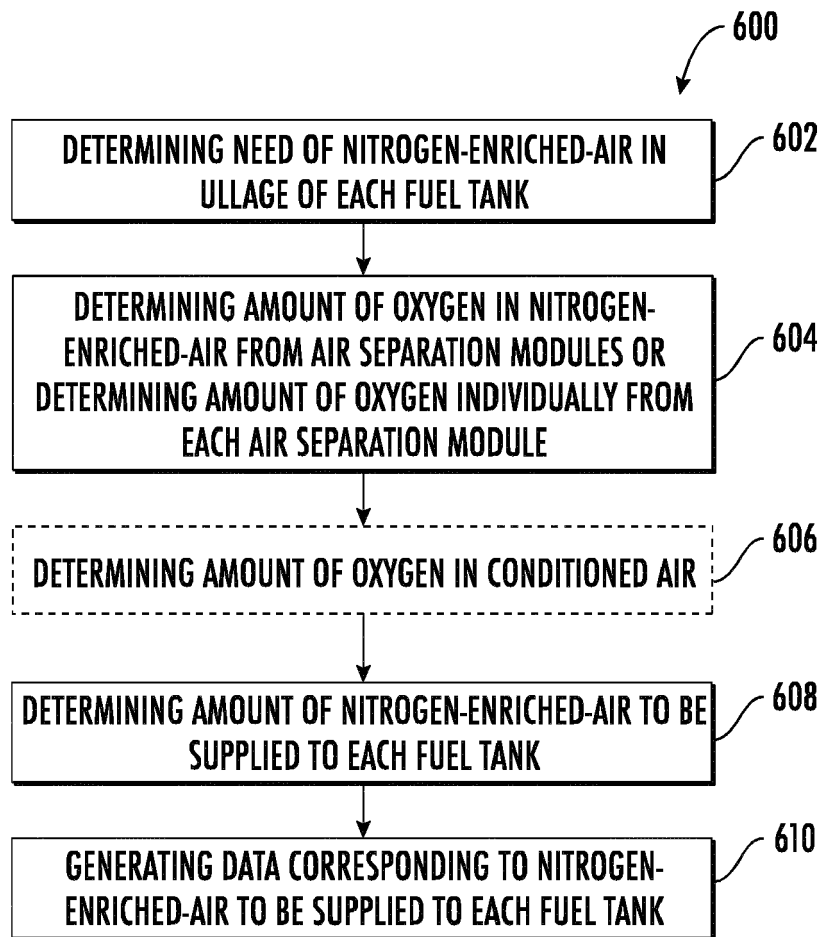 600
DETERMINING NEED OF NITROGEN-ENRICHED-AIR IN
ULLAGE OF EACH FUEL TANK
602
DETERMINING AMOUNT OF OXYGEN IN NITROGEN-
ENRICHED-AIR FROM AIR SEPARATION MODULES OR
DETERMINING AMOUNT OF OXYGEN INDIVIDUALLY FROM
EACH AIR SEPARATION MODULE
604
DETERMINING AMOUNT OF OXYGEN IN CONDITIONED AIR
606
DETERMINING AMOUNT OF NITROGEN-ENRICHED-AIR TO BE
SUPPLIED TO EACH FUEL TANK
608
GENERATING DATA CORRESPONDING TO NITROGEN-
ENRICHED-AIR TO BE SUPPLIED TO EACH FUEL TANK
610